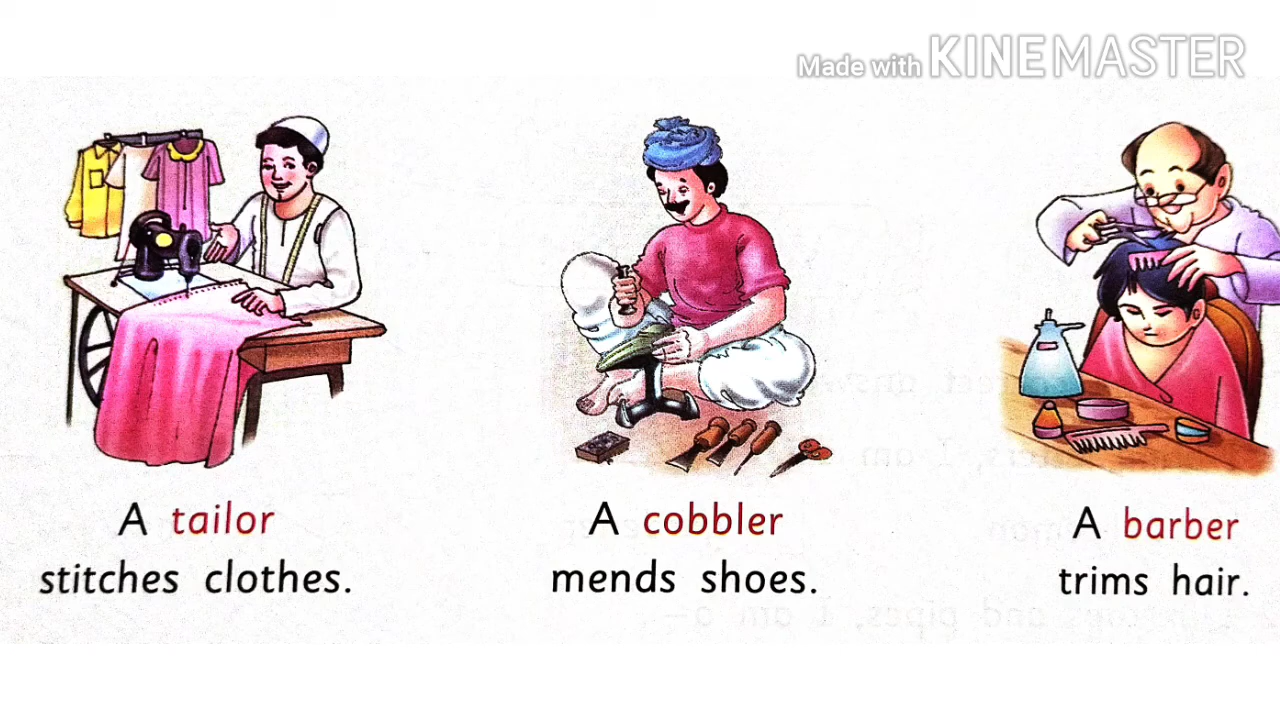 Made with KINEMASTER
A tailor
stitches clothes.
A cobbler
mends shoes.
A barber
trims hair.